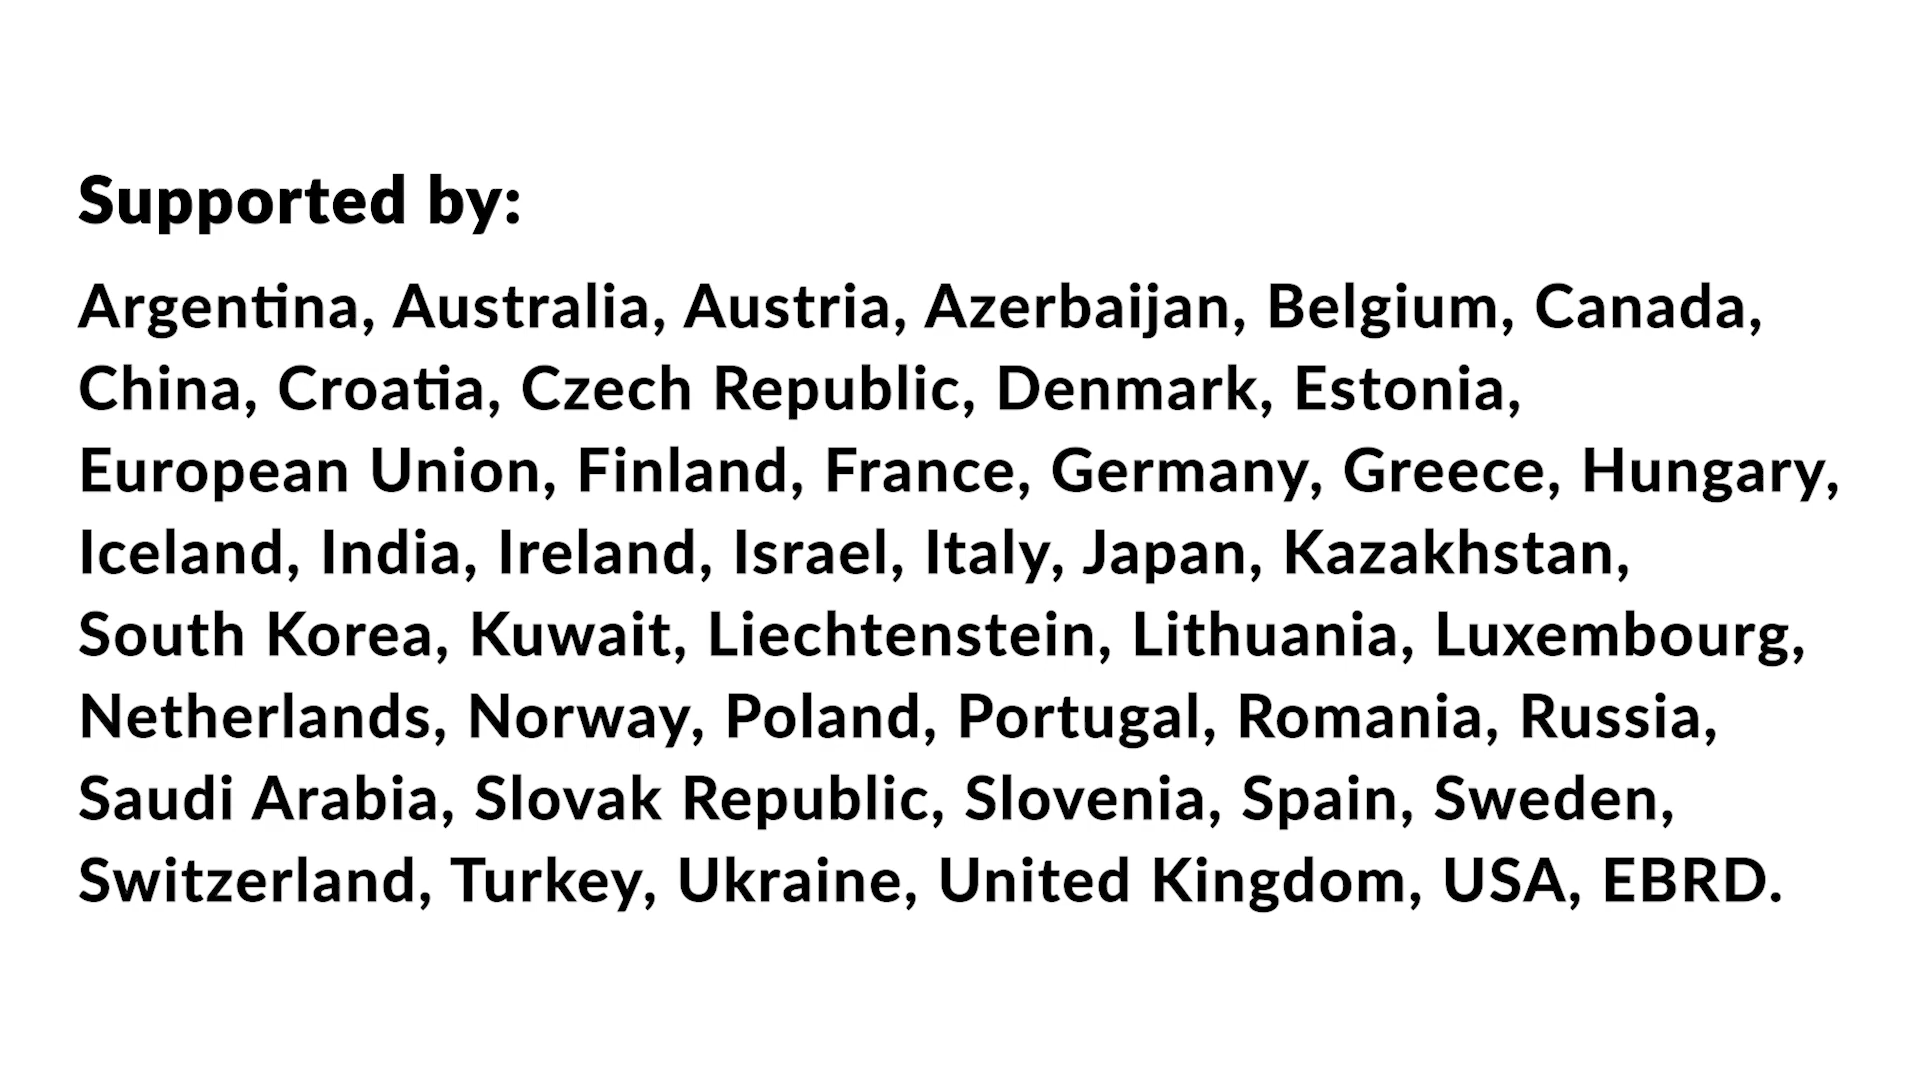 Supported by:
Argentina, Australia, Austria, Azerbaijan, Belgium, Canada,
China, Croatia, Czech Republic, Denmark, Estonia,
European Union, Finland, France, Germany, Greece, Hungary,
Iceland, India, Ireland, Israel, Italy, Japan, Kazakhstan,
South Korea, Kuwait, Liechtenstein, Lithuania, Luxembourg,
Netherlands, Norway, Poland, Portugal, Romania, Russia,
Saudi Arabia, Slovak Republic, Slovenia, Spain, Sweden,
Switzerland, Turkey, Ukraine, United Kingdom, USA, EBRD.